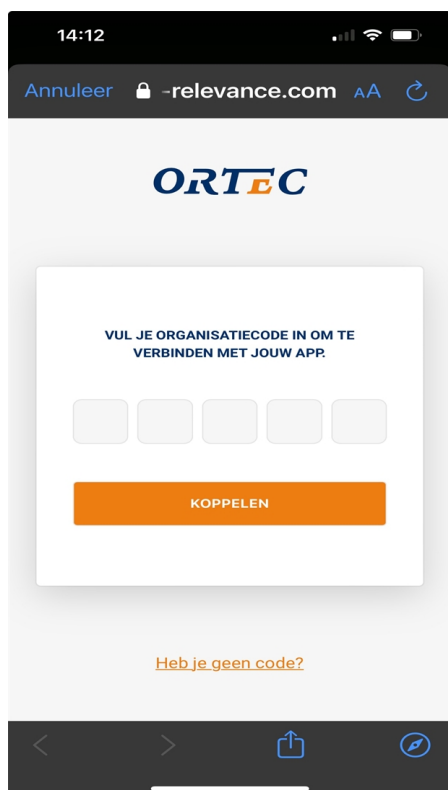 14:12
Annuleer -relevance.com AA
ORTEC
VUL JE ORGANISATIECODE IN OM TE
VERBINDEN MET JOUW APP.
KOPPELEN
Heb je geen code?